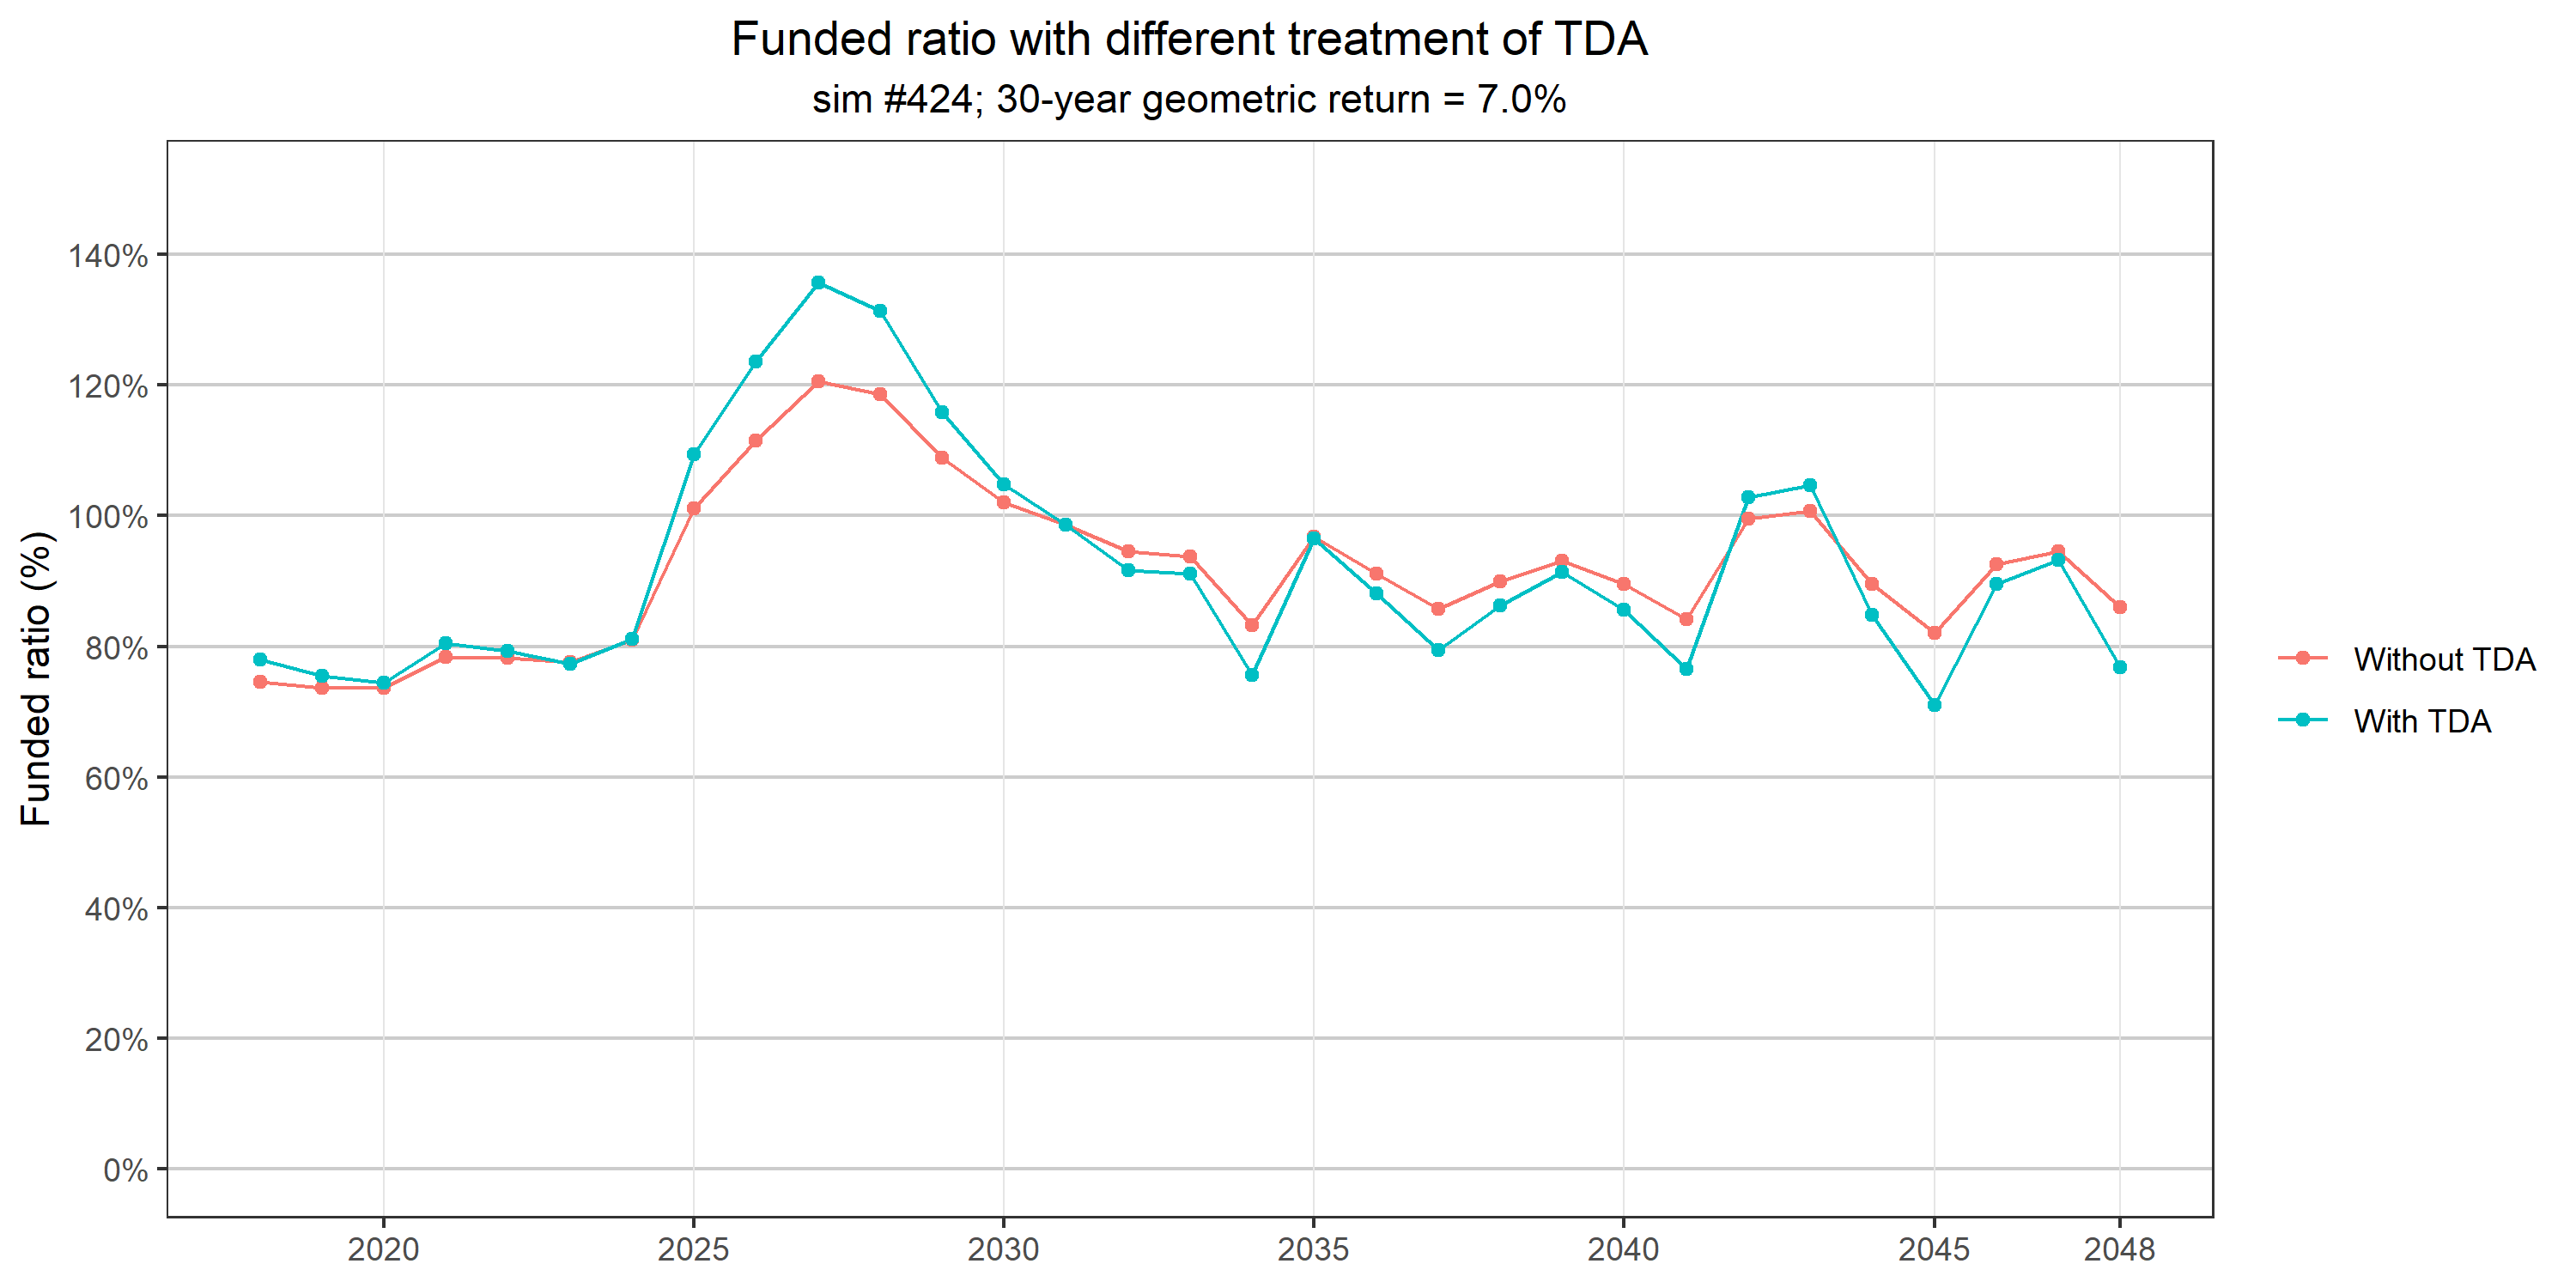 Funded ratio with different treatment of TDA
sim #424; 30-year geometric return = 7.0%
Funded ratio (%)
140%
120%
100%
80%
60%
40%
20%
0%
2020 2025 2030 2035 2040 2045 2048
Without TDA
With TDA